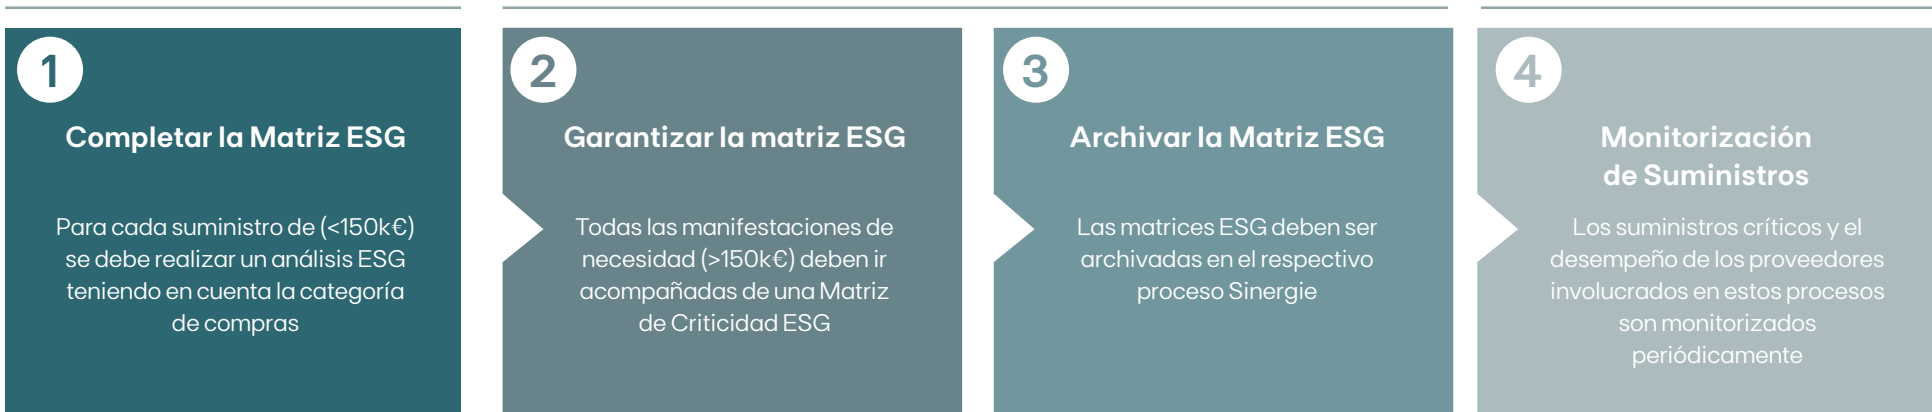 1
Completar la Matriz ESG
Para cada suministro de (<150k€)
se debe realizar un análisis ESG
teniendo en cuenta la categoría
de compras
2
Garantizar la matriz ESG
Todas las manifestaciones de
necesidad (>150k€) deben ir
acompañadas de una Matriz
de Criticidad ESG
3
Archivar la Matriz ESG
Las matrices ESG deben ser
archivadas en el respectivo
proceso Sinergie
4
Monitorización
de Suministros
Los suministros críticos y el
desempeño de los proveedores
involucrados en estos procesos
son monitorizados
periódicamente